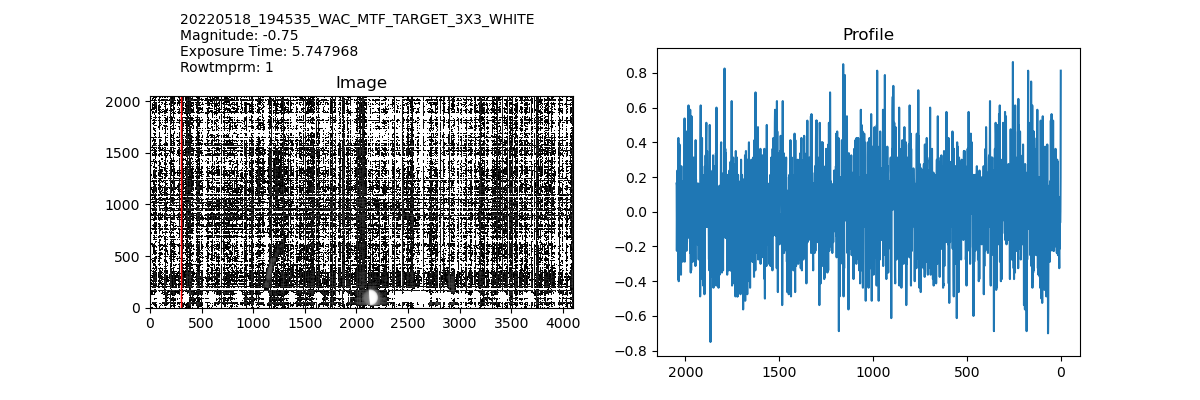 20220518_194535_WAC_MTF_TARGET_3X3_WHITE
Magnitude: -0.75
Exposure Time: 5.747968
Rowtmprm: 1
Image
2000
1500
1000
500
0
0 500 1000 1500 2000 2500 3000 3500 4000
Profile
0.8
0.6
0.4
0.2
0.0
−0.2
−0.4
−0.6
−0.8
2000 1500 1000 500 0